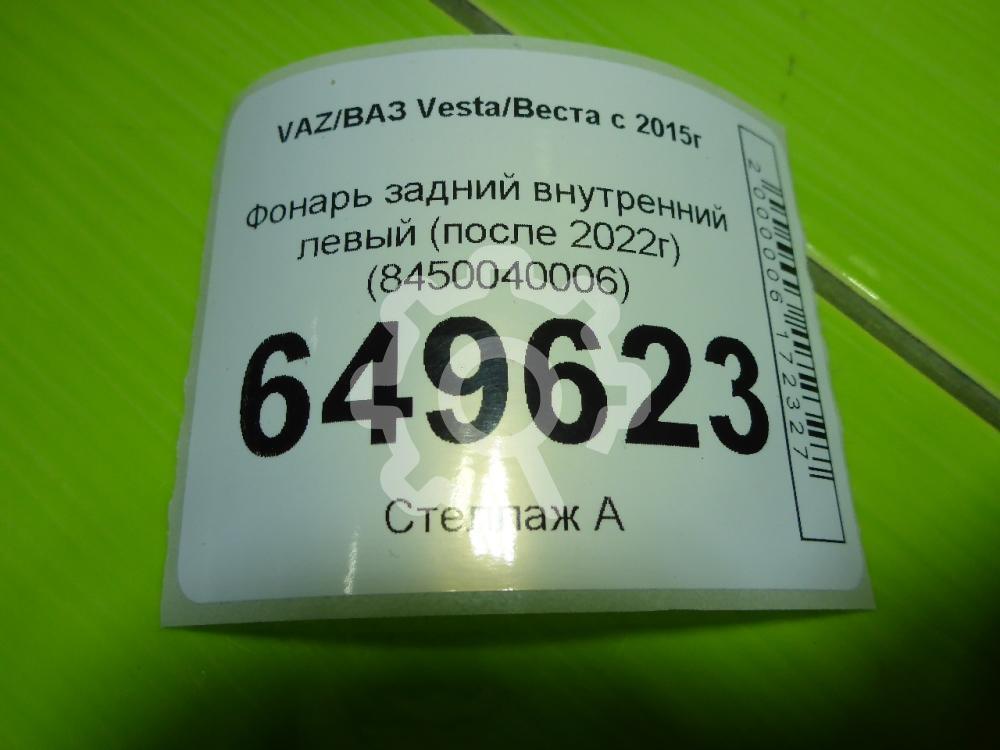 VAZ/ВАЗ Vesta/Веста с 2015г
Фонарь задний внутренний
левый (после 2022г)
(8450040006)
649623
Стеллаж А
2000006172327